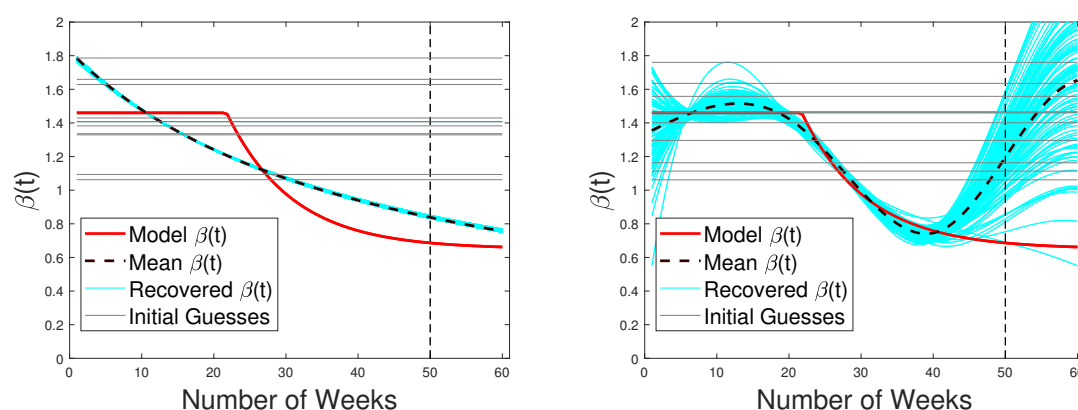 2
1.8
1.6
1.4
1.2
1
0.8
0.6
0.4
0.2
0
β(t)
Model β(t)
Mean β(t)
Recovered β(t)
Initial Guesses
0 10 20 30 40 50 60
Number of Weeks
2
1.8
1.6
1.4
1.2
1
0.8
0.6
0.4
0.2
0
β(t)
Model β(t)
Mean β(t)
Recovered β(t)
Initial Guesses
0 10 20 30 40 50 60
Number of Weeks